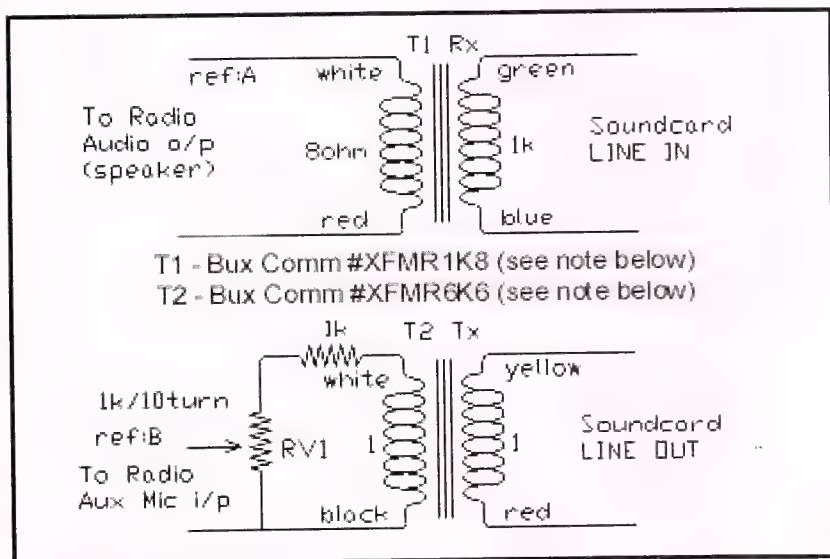 T1 Rx
ref:A white green
To Radio
Audio o/p
(speaker)
8ohm 1k
Soundcard
LINE IN
red blue
T1 - Bux Comm #XFMR1K8 (see note below)
T2 - Bux Comm #XFMR6K6 (see note below)
1k T2 Tx
white yellow
1k/10turn
ref:B
RV1 1 1
To Radio
Aux Mic i/p
Soundcard
LINE OUT
black red